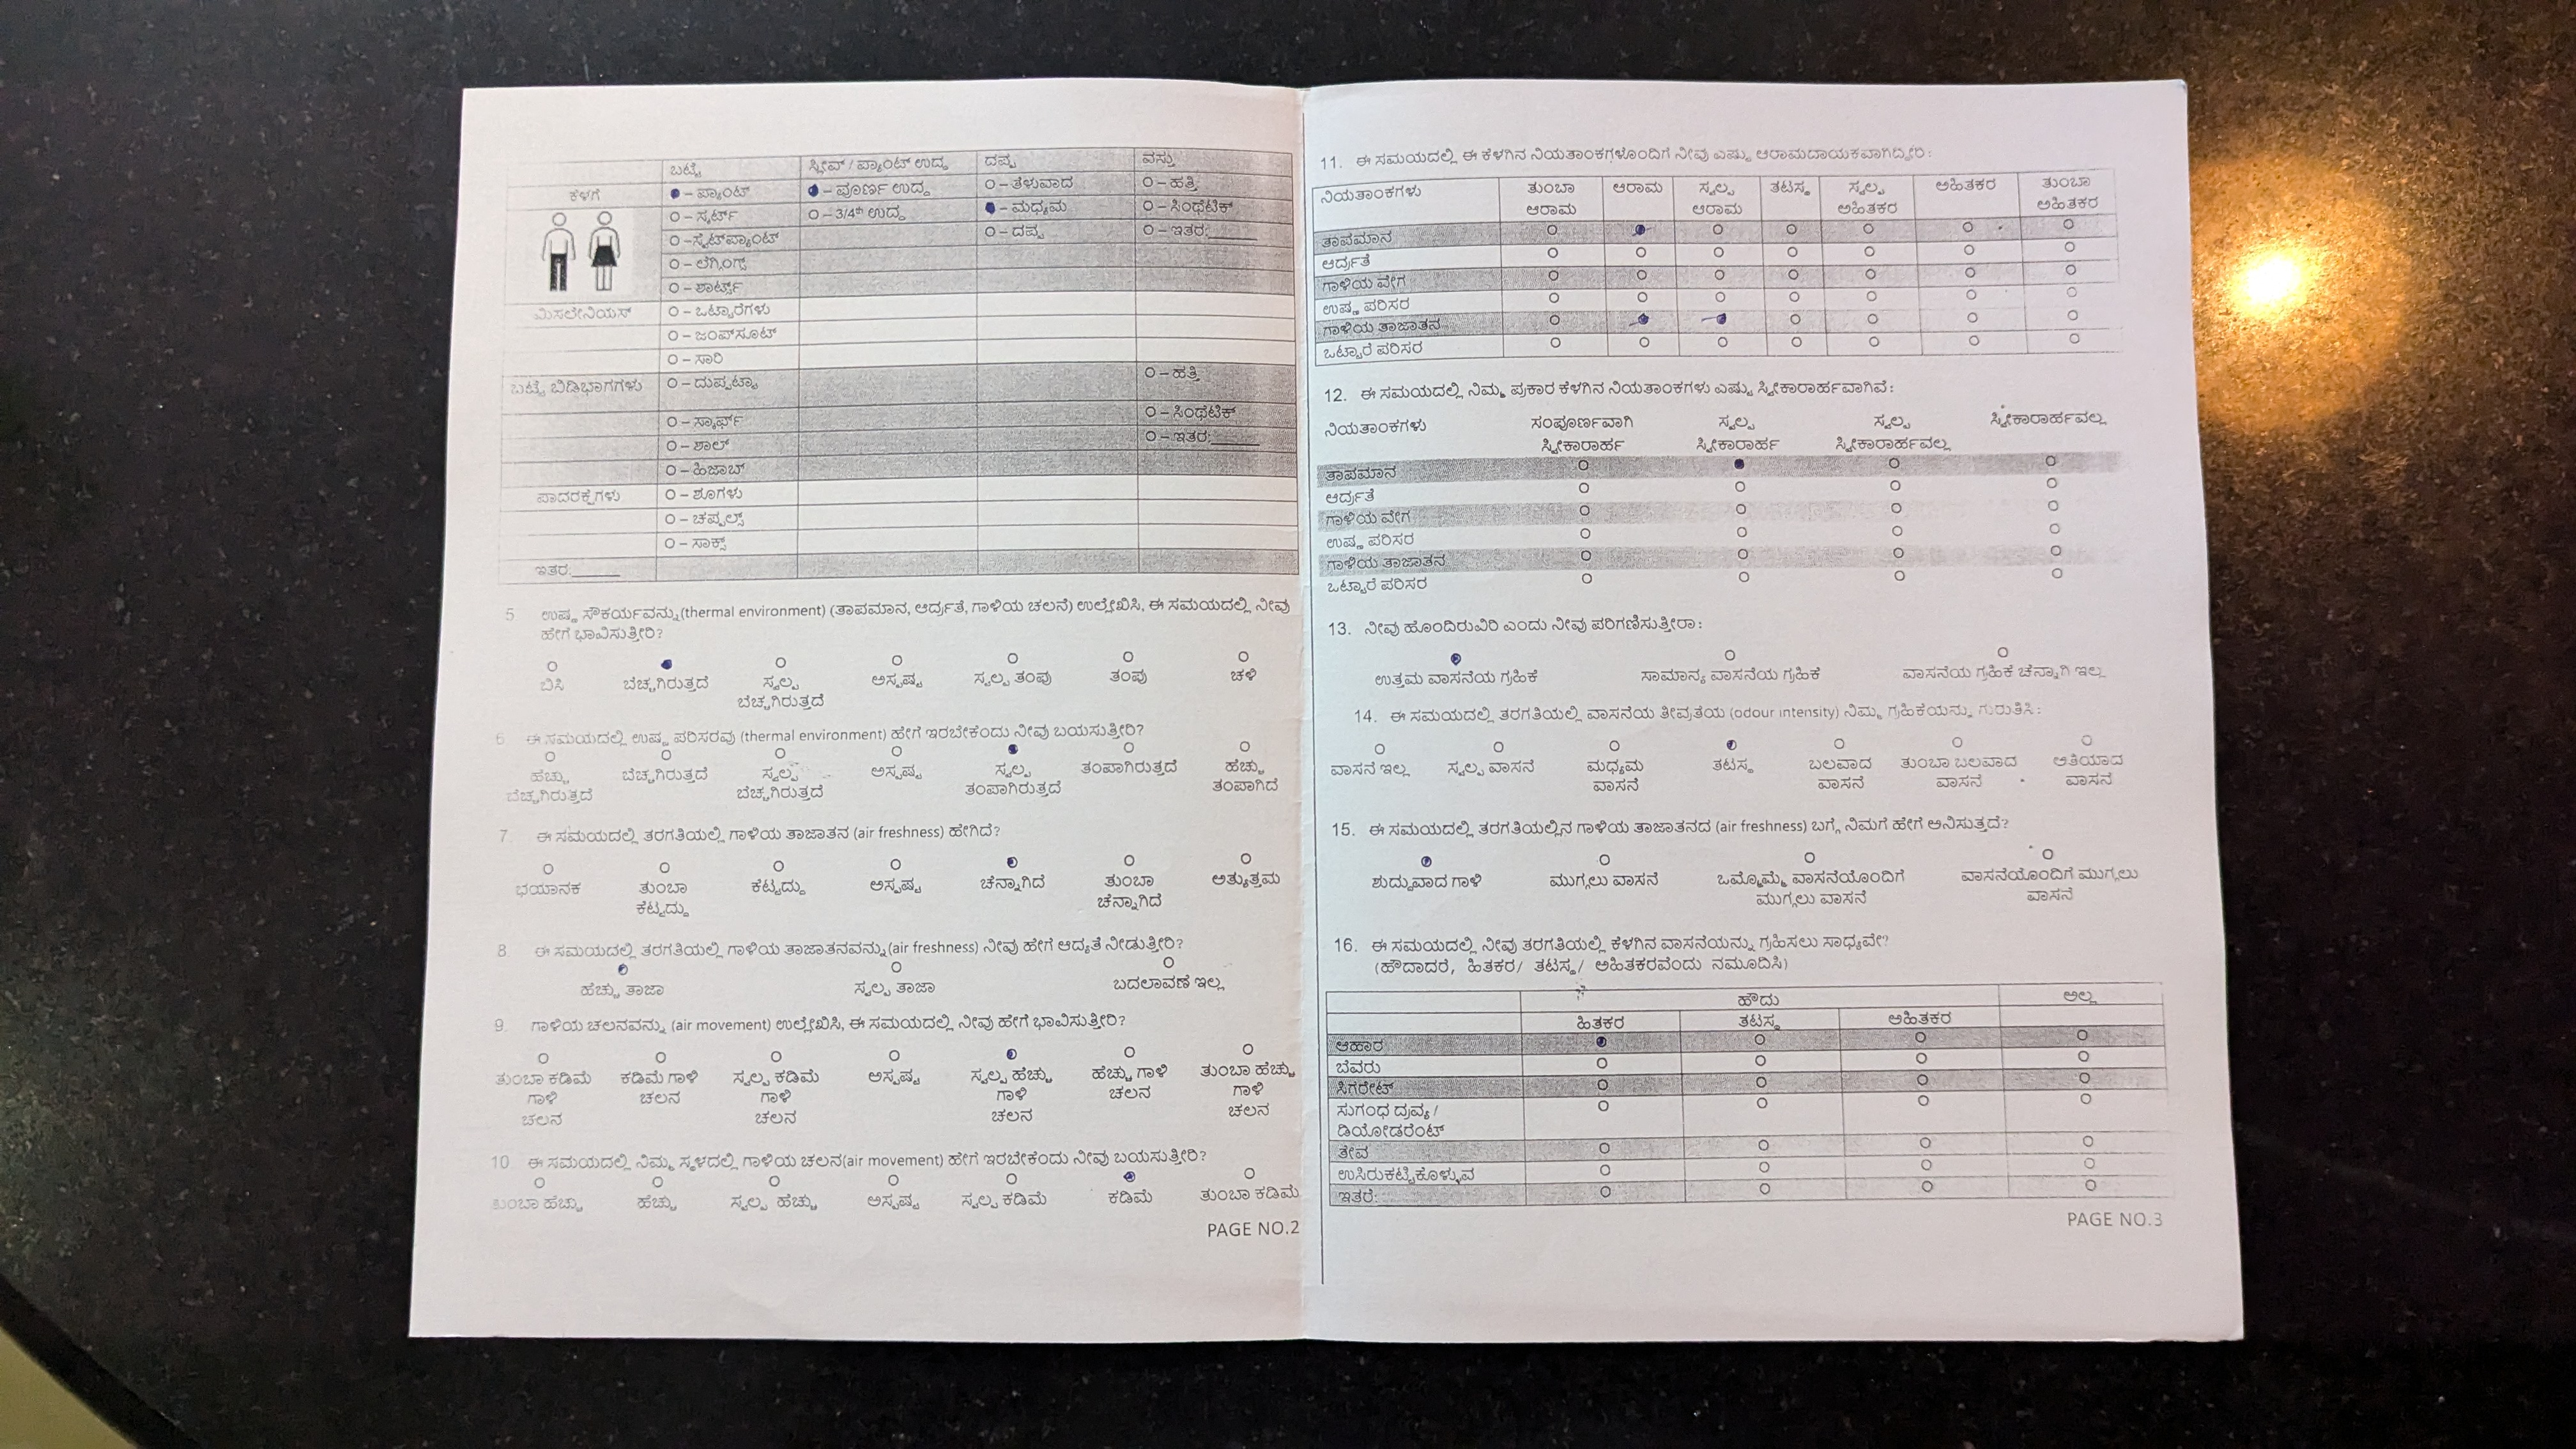 ಬಟ್ಟೆ ಸ್ಲೀವ್ / ಪ್ಯಾಂಟ್ ಉದ್ದ ದಪ್ಪ ವಸ್ತು
ಕೆಳಗೆ ○ – ಪ್ಯಾಂಟ್ ○ – ಪೂರ್ಣ ಉದ್ದ ○ – ತೆಳುವಾದ ○ – ಹತ್ತಿ
○ – ಸ್ಕರ್ಟ್ ○ – 3/4th ಉದ್ದ ○ – ಮಧ್ಯಮ ○ – ಸಿಂಥೆಟಿಕ್
○ – ಸ್ವೆಟ್‌ಪ್ಯಾಂಟ್ ○ – ದಪ್ಪ ○ – ಇತರ:______
○ – ಲೆಗ್ಗಿಂಗ್ಸ್
○ – ಶಾರ್ಟ್ಸ್
ಮಿಸಲೇನಿಯಸ್ ○ – ಒಟ್ಟಾರೆಗಳು
○ – ಜಂಪ್‌ಸೂಟ್
○ – ಸಾರಿ
ಬಟ್ಟೆ ಬಿಡಿಭಾಗಗಳು ○ – ದುಪ್ಪಟ್ಟಾ ○ – ಹತ್ತಿ
○ – ಸ್ಕಾರ್ಫ್ ○ – ಸಿಂಥೆಟಿಕ್
○ – ಶಾಲ್ ○ – ಇತರ:______
○ – ಹಿಜಾಬ್
ಪಾದರಕ್ಷೆಗಳು ○ – ಶೂಗಳು
○ – ಚಪ್ಪಲ್ಸ್
○ – ಸಾಕ್ಸ್
ಇತರ:______
5. ಉಷ್ಣ ಸೌಕರ್ಯವನ್ನು(thermal environment) (ತಾಪಮಾನ, ಆರ್ದ್ರತೆ, ಗಾಳಿಯ ಚಲನೆ) ಉಲ್ಲೇಖಿಸಿ, ಈ ಸಮಯದಲ್ಲಿ ನೀವು
ಹೇಗೆ ಭಾವಿಸುತ್ತೀರಿ?
ಬಿಸಿ ಬೆಚ್ಚಗಿರುತ್ತದೆ ಸ್ವಲ್ಪ ಅಸ್ಪಷ್ಟ ಸ್ವಲ್ಪ ತಂಪು ತಂಪು ಚಳಿ
ಬೆಚ್ಚಗಿರುತ್ತದೆ
6 ಈ ಸಮಯದಲ್ಲಿ ಉಷ್ಣ ಪರಿಸರವು (thermal environment) ಹೇಗೆ ಇರಬೇಕೆಂದು ನೀವು ಬಯಸುತ್ತೀರಿ?
ಹೆಚ್ಚು ಬೆಚ್ಚಗಿರುತ್ತದೆ ಸ್ವಲ್ಪ ಅಸ್ಪಷ್ಟ ಸ್ವಲ್ಪ ತಂಪಾಗಿರುತ್ತದೆ ಹೆಚ್ಚು
ಬೆಚ್ಚಗಿರುತ್ತದೆ ಬೆಚ್ಚಗಿರುತ್ತದೆ ತಂಪಾಗಿರುತ್ತದೆ ತಂಪಾಗಿದೆ
7. ಈ ಸಮಯದಲ್ಲಿ ತರಗತಿಯಲ್ಲಿ ಗಾಳಿಯ ತಾಜಾತನ (air freshness) ಹೇಗಿದೆ?
ಭಯಾನಕ ತುಂಬಾ ಕೆಟ್ಟದ್ದು ಅಸ್ಪಷ್ಟ ಚೆನ್ನಾಗಿದೆ ತುಂಬಾ ಅತ್ಯುತ್ತಮ
ಕೆಟ್ಟದ್ದು ಚೆನ್ನಾಗಿದೆ
8. ಈ ಸಮಯದಲ್ಲಿ ತರಗತಿಯಲ್ಲಿ ಗಾಳಿಯ ತಾಜಾತನವನ್ನು(air freshness) ನೀವು ಹೇಗೆ ಆದ್ಯತೆ ನೀಡುತ್ತೀರಿ?
ಹೆಚ್ಚು ತಾಜಾ ಸ್ವಲ್ಪ ತಾಜಾ ಬದಲಾವಣೆ ಇಲ್ಲ
9. ಗಾಳಿಯ ಚಲನವನ್ನು (air movement) ಉಲ್ಲೇಖಿಸಿ, ಈ ಸಮಯದಲ್ಲಿ ನೀವು ಹೇಗೆ ಭಾವಿಸುತ್ತೀರಿ?
ತುಂಬಾ ಕಡಿಮೆ ಕಡಿಮೆ ಗಾಳಿ ಸ್ವಲ್ಪ ಕಡಿಮೆ ಅಸ್ಪಷ್ಟ ಸ್ವಲ್ಪ ಹೆಚ್ಚು ಹೆಚ್ಚು ಗಾಳಿ ತುಂಬಾ ಹೆಚ್ಚು
ಗಾಳಿ ಚಲನ ಗಾಳಿ ಗಾಳಿ ಚಲನ ಗಾಳಿ
ಚಲನ ಚಲನ ಚಲನ ಚಲನ
10. ಈ ಸಮಯದಲ್ಲಿ ನಿಮ್ಮ ಸ್ಥಳದಲ್ಲಿ ಗಾಳಿಯ ಚಲನ(air movement) ಹೇಗೆ ಇರಬೇಕೆಂದು ನೀವು ಬಯಸುತ್ತೀರಿ?
ತುಂಬಾ ಹೆಚ್ಚು ಹೆಚ್ಚು ಸ್ವಲ್ಪ ಹೆಚ್ಚು ಅಸ್ಪಷ್ಟ ಸ್ವಲ್ಪ ಕಡಿಮೆ ಕಡಿಮೆ ತುಂಬಾ ಕಡಿಮೆ
PAGE NO.2
11. ಈ ಸಮಯದಲ್ಲಿ ಈ ಕೆಳಗಿನ ನಿಯತಾಂಕಗಳೊಂದಿಗೆ ನೀವು ಎಷ್ಟು ಆರಾಮದಾಯಕವಾಗಿದ್ದೀರಿ:
ನಿಯತಾಂಕಗಳು ತುಂಬಾ ಆರಾಮ ಸ್ವಲ್ಪ ತಟಸ್ಥ ಸ್ವಲ್ಪ ಅಹಿತಕರ ತುಂಬಾ
ಆರಾಮ ಆರಾಮ ಅಹಿತಕರ ಅಹಿತಕರ
ತಾಪಮಾನ
ಆರ್ದ್ರತೆ
ಗಾಳಿಯ ವೇಗ
ಉಷ್ಣ ಪರಿಸರ
ಗಾಳಿಯ ತಾಜಾತನ
ಒಟ್ಟಾರೆ ಪರಿಸರ
12. ಈ ಸಮಯದಲ್ಲಿ ನಿಮ್ಮ ಪ್ರಕಾರ ಕೆಳಗಿನ ನಿಯತಾಂಕಗಳು ಎಷ್ಟು ಸ್ವೀಕಾರಾರ್ಹವಾಗಿವೆ:
ನಿಯತಾಂಕಗಳು ಸಂಪೂರ್ಣವಾಗಿ ಸ್ವಲ್ಪ ಸ್ವಲ್ಪ ಸ್ವೀಕಾರಾರ್ಹವಲ್ಲ
ಸ್ವೀಕಾರಾರ್ಹ ಸ್ವೀಕಾರಾರ್ಹ ಸ್ವೀಕಾರಾರ್ಹವಲ್ಲ
ತಾಪಮಾನ
ಆರ್ದ್ರತೆ
ಗಾಳಿಯ ವೇಗ
ಉಷ್ಣ ಪರಿಸರ
ಗಾಳಿಯ ತಾಜಾತನ
ಒಟ್ಟಾರೆ ಪರಿಸರ
13. ನೀವು ಹೊಂದಿರುವಿರಿ ಎಂದು ನೀವು ಪರಿಗಣಿಸುತ್ತೀರಾ:
ಉತ್ತಮ ವಾಸನೆಯ ಗ್ರಹಿಕೆ ಸಾಮಾನ್ಯ ವಾಸನೆಯ ಗ್ರಹಿಕೆ ವಾಸನೆಯ ಗ್ರಹಿಕೆ ಚೆನ್ನಾಗಿ ಇಲ್ಲ
14. ಈ ಸಮಯದಲ್ಲಿ ತರಗತಿಯಲ್ಲಿ ವಾಸನೆಯ ತೀವ್ರತೆಯ (odour intensity) ನಿಮ್ಮ ಗ್ರಹಿಕೆಯನ್ನು ಗುರುತಿಸಿ:
ವಾಸನೆ ಇಲ್ಲ ಸ್ವಲ್ಪ ವಾಸನೆ ಮಧ್ಯಮ ತಟಸ್ಥ ಬಲವಾದ ತುಂಬಾ ಬಲವಾದ ಅತಿಯಾದ
ವಾಸನೆ ವಾಸನೆ ವಾಸನೆ ವಾಸನೆ
15. ಈ ಸಮಯದಲ್ಲಿ ತರಗತಿಯಲ್ಲಿನ ಗಾಳಿಯ ತಾಜಾತನದ (air freshness) ಬಗ್ಗೆ ನಿಮಗೆ ಹೇಗೆ ಅನಿಸುತ್ತದೆ?
ಶುದ್ದುವಾದ ಗಾಳಿ ಮುಗ್ಗಲು ವಾಸನೆ ಒಮ್ಮೊಮ್ಮೆ ವಾಸನೆಯೊಂದಿಗೆ ವಾಸನೆಯೊಂದಿಗೆ ಮುಗ್ಗಲು
ಮುಗ್ಗಲು ವಾಸನೆ ವಾಸನೆ
16. ಈ ಸಮಯದಲ್ಲಿ ನೀವು ತರಗತಿಯಲ್ಲಿ ಕೆಳಗಿನ ವಾಸನೆಯನ್ನು ಗ್ರಹಿಸಲು ಸಾಧ್ಯವೇ?
(ಹೌದಾದರೆ, ಹಿತಕರ/ ತಟಸ್ಥ/ ಅಹಿತಕರವೆಂದು ನಮೂದಿಸಿ)
ಹೌದು ಅಲ್ಲ
ಹಿತಕರ ತಟಸ್ಥ ಅಹಿತಕರ
ಆಹಾರ
ಬೆವರು
ಸಿಗರೇಟ್
ಸುಗಂಧ ದ್ರವ್ಯ /
ಡಿಯೋಡರೆಂಟ್
ತೇವ
ಉಸಿರುಕಟ್ಟಿಕೊಳ್ಳುವ
ಇತರೆ:
PAGE NO.3